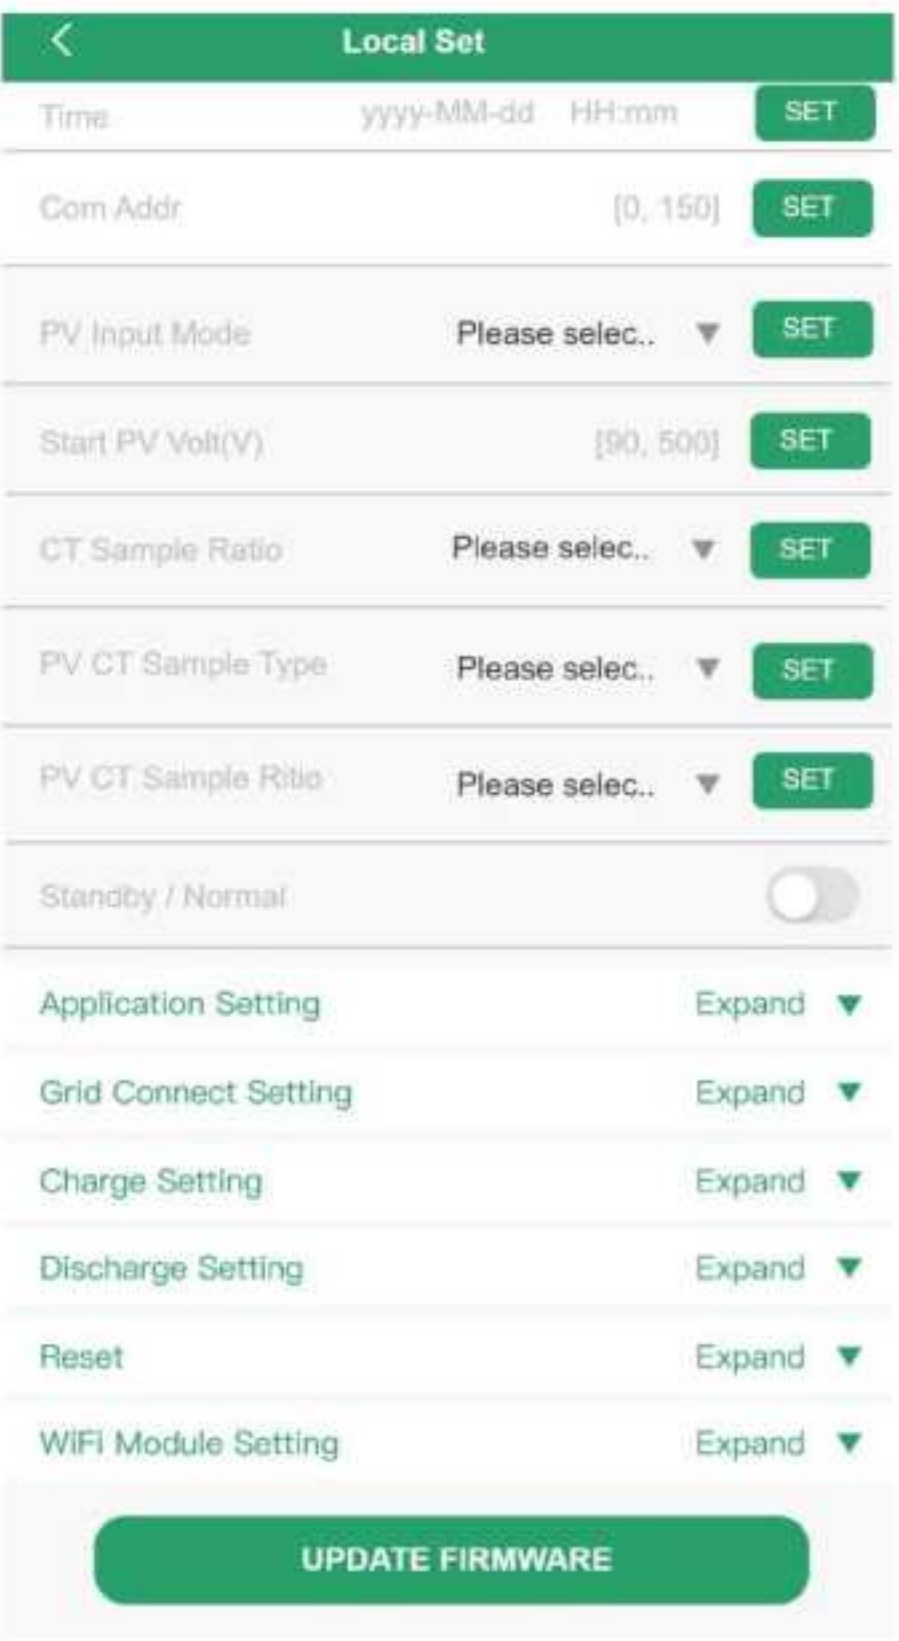 Local Set
Time yyyy-MM-dd HH:mm SET
Com Addr [0, 150] SET
PV Input Mode Please selec.. SET
Start PV Volt(V) [90, 500] SET
CT Sample Ratio Please selec.. SET
PV CT Sample Type Please selec.. SET
PV CT Sample Ritio Please selec.. SET
Standby / Normal
Application Setting Expand
Grid Connect Setting Expand
Charge Setting Expand
Discharge Setting Expand
Reset Expand
WiFi Module Setting Expand
UPDATE FIRMWARE